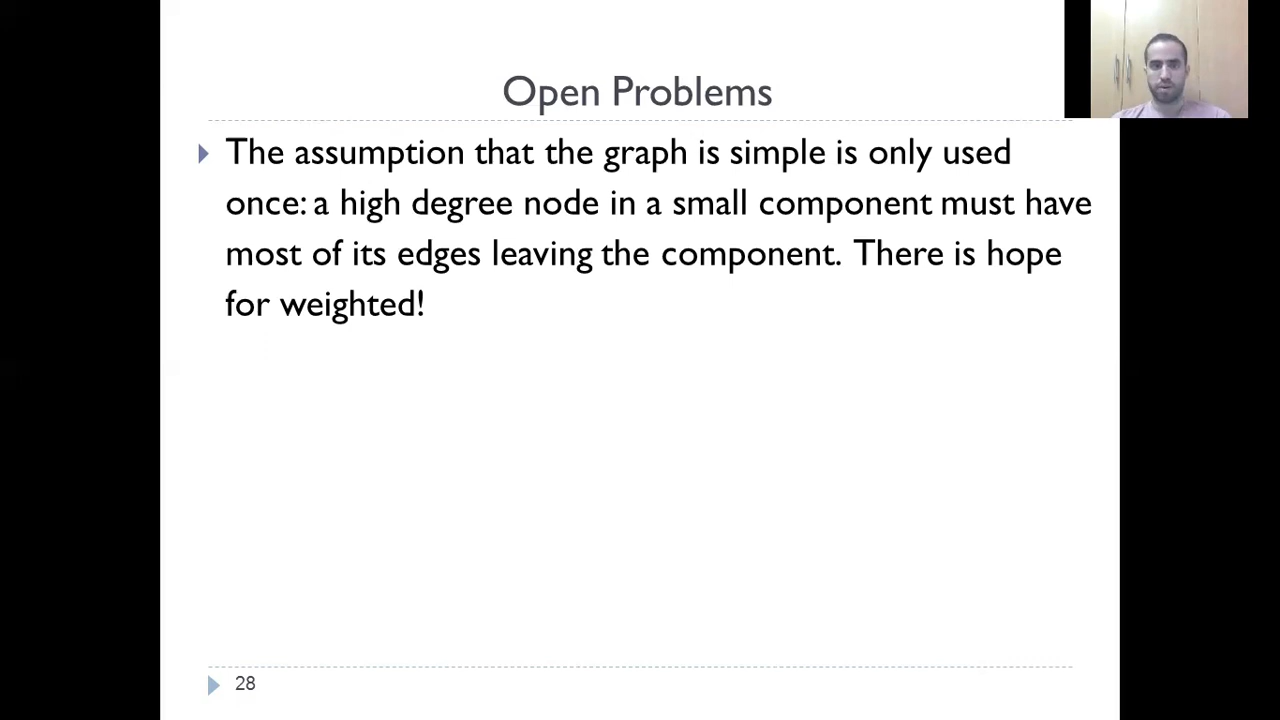 Open Problems
The assumption that the graph is simple is only used
once: a high degree node in a small component must have
most of its edges leaving the component. There is hope
for weighted!
28